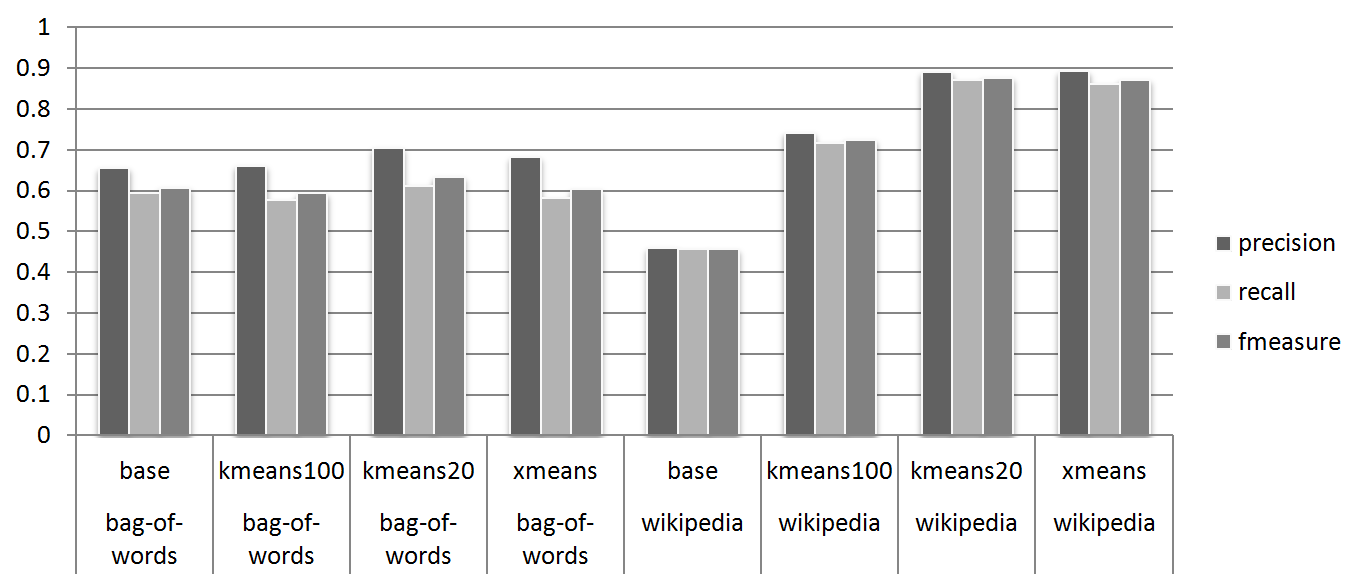 1
0.9
0.8
0.7
0.6
0.5
0.4
0.3
0.2
0.1
0
precision
recall
fmeasure
base kmeans100 kmeans20 xmeans base kmeans100 kmeans20 xmeans
bag-of- bag-of- bag-of- bag-of- wikipedia wikipedia wikipedia wikipedia
words words words words